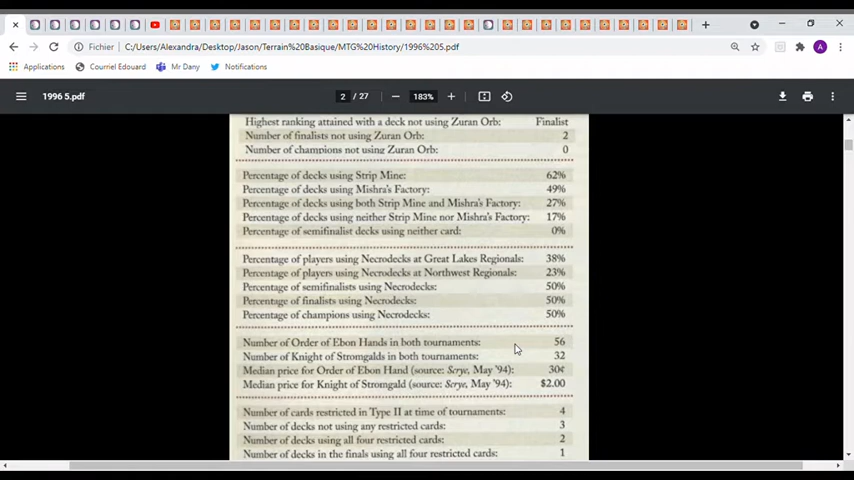 Fichier
C:/Users/Alexandra/Desktop/Jason/Terrain%20Basique/MTG%20History/1996%205.pdf
A
Applications
Courriel Edouard
Mr Dany
Notifications
1996 5.pdf
2 / 27
183%
Highest ranking attained with a deck not using Zuran Orb: Finalist
Number of finalists not using Zuran Orb: 2
Number of champions not using Zuran Orb: 0
Percentage of decks using Strip Mine: 62%
Percentage of decks using Mishra's Factory: 49%
Percentage of decks using both Strip Mine and Mishra's Factory: 27%
Percentage of decks using neither Strip Mine nor Mishra's Factory: 17%
Percentage of semifinalist decks using neither card: 0%
Percentage of players using Necrodecks at Great Lakes Regionals: 38%
Percentage of players using Necrodecks at Northwest Regionals: 23%
Percentage of semifinalists using Necrodecks: 50%
Percentage of finalists using Necrodecks: 50%
Percentage of champions using Necrodecks: 50%
Number of Order of Ebon Hands in both tournaments: 56
Number of Knight of Stromgalds in both tournaments: 32
Median price for Order of Ebon Hand (source: Scrye, May '94): 30¢
Median price for Knight of Stromgald (source: Scrye, May '94): $2.00
Number of cards restricted in Type II at time of tournaments: 4
Number of decks not using any restricted cards: 3
Number of decks using all four restricted cards: 2
Number of decks in the finals using all four restricted cards: 1